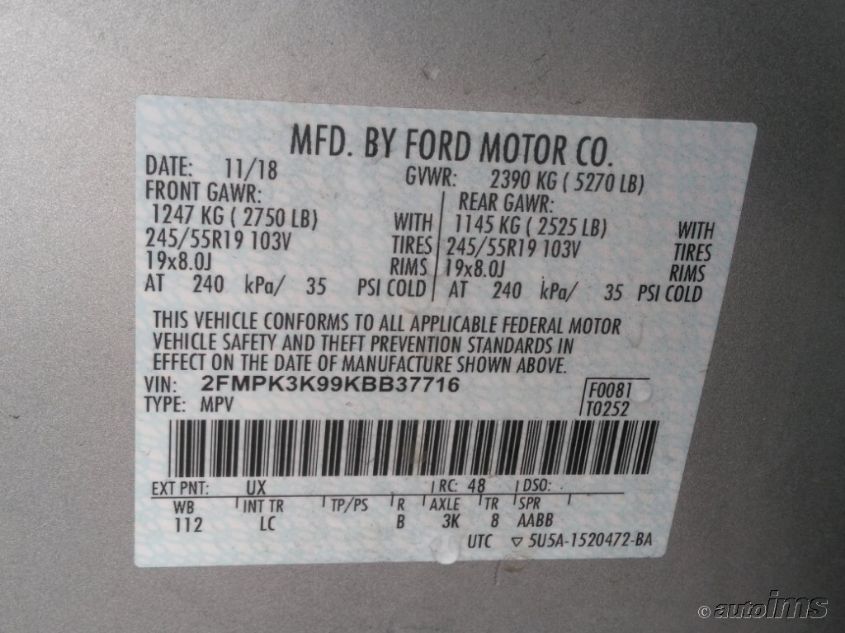 MFD. BY FORD MOTOR CO.
DATE: 11/18 GVWR: 2390 KG ( 5270 LB)
FRONT GAWR: REAR GAWR:
1247 KG ( 2750 LB) WITH 1145 KG ( 2525 LB) WITH
245/55R19 103V TIRES 245/55R19 103V TIRES
19x8.0J RIMS 19x8.0J RIMS
AT 240 kPa/ 35 PSI COLD AT 240 kPa/ 35 PSI COLD
THIS VEHICLE CONFORMS TO ALL APPLICABLE FEDERAL MOTOR
VEHICLE SAFETY AND THEFT PREVENTION STANDARDS IN
EFFECT ON THE DATE OF MANUFACTURE SHOWN ABOVE.
VIN: 2FMPK3K99KBB37716 F0081
TYPE: MPV T0252
EXT PNT: UX RC: 48 DSO:
WB INT TR TP/PS R AXLE TR SPR
112 LC B 3K 8 AABB
UTC ▽ 5U5A-1520472-BA
© autoims